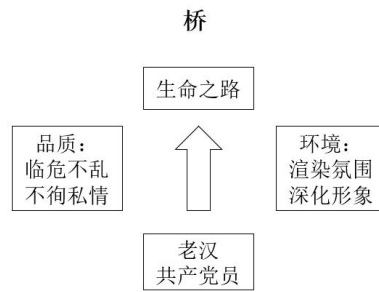 桥
生命之路
品质：
临危不乱
不徇私情
环境：
渲染氛围
深化形象
老汉
共产党员